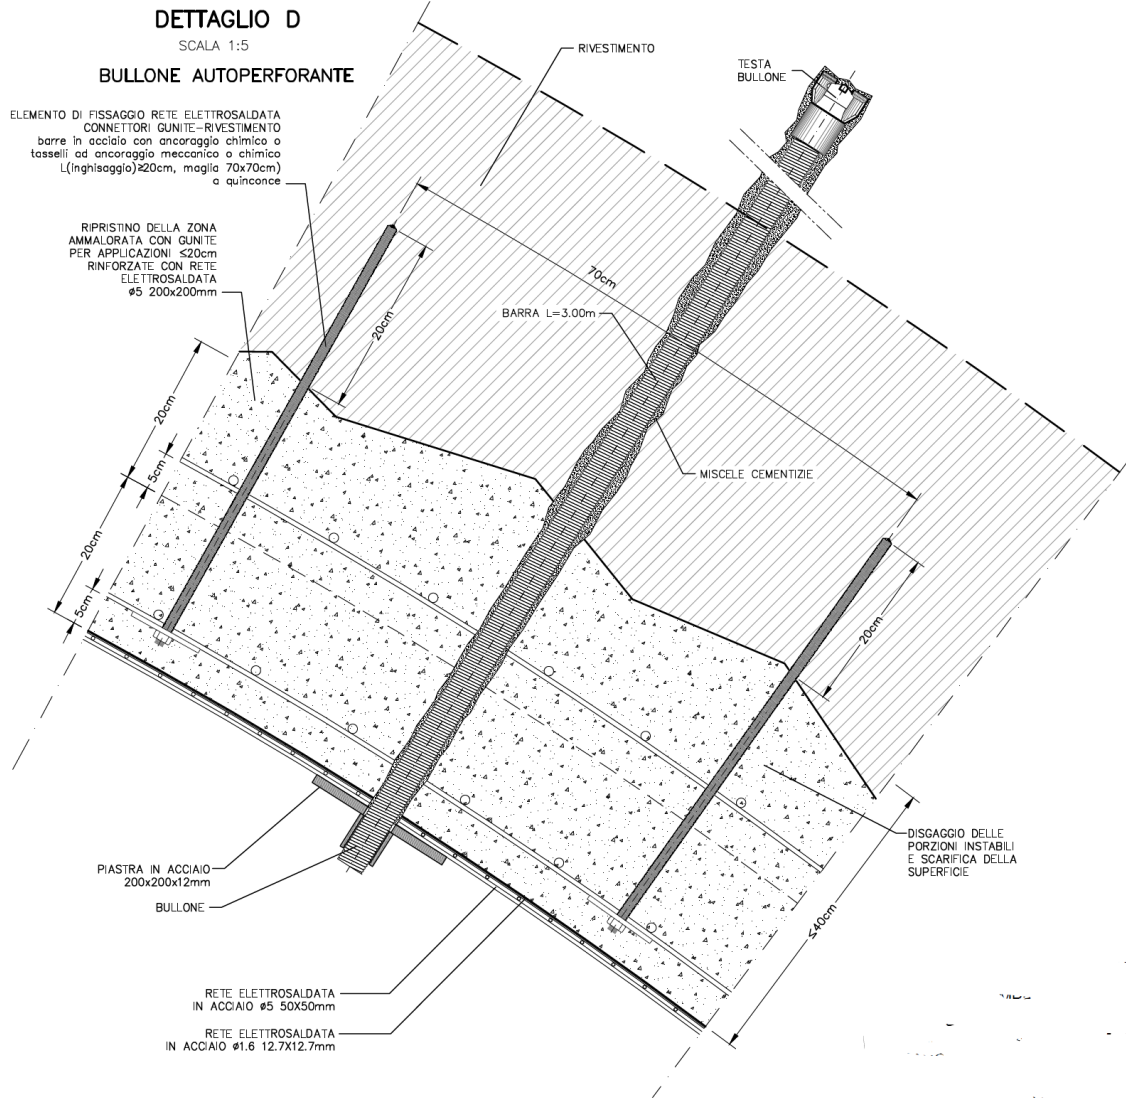 DETTAGLIO D
SCALA 1:5
BULLONE AUTOPERFORANTE
RIVESTIMENTO
TESTA
BULLONE
ELEMENTO DI FISSAGGIO RETE ELETTROSALDATA
CONNETTORI GUNITE-RIVESTIMENTO
barre in acciaio con ancoraggio chimico o
tasselli ad ancoraggio meccanico o chimico
L(inghisaggio)≥20cm, maglia 70x70cm)
a quinconce
RIPRISTINO DELLA ZONA
AMMALORATA CON GUNITE
PER APPLICAZIONI ≤20cm
RINFORZATE CON RETE
ELETTROSALDATA
ø5 200x200mm
70cm
BARRA L=3.00m
20cm
20cm
5cm
MISCELE CEMENTIZIE
20cm
5cm
20cm
DISGAGGIO DELLE
PORZIONI INSTABILI
E SCARIFICA DELLA
SUPERFICIE
PIASTRA IN ACCIAIO
200x200x12mm
BULLONE
≤40cm
RETE ELETTROSALDATA
IN ACCIAIO ø5 50X50mm
RETE ELETTROSALDATA
IN ACCIAIO ø1.6 12.7X12.7mm